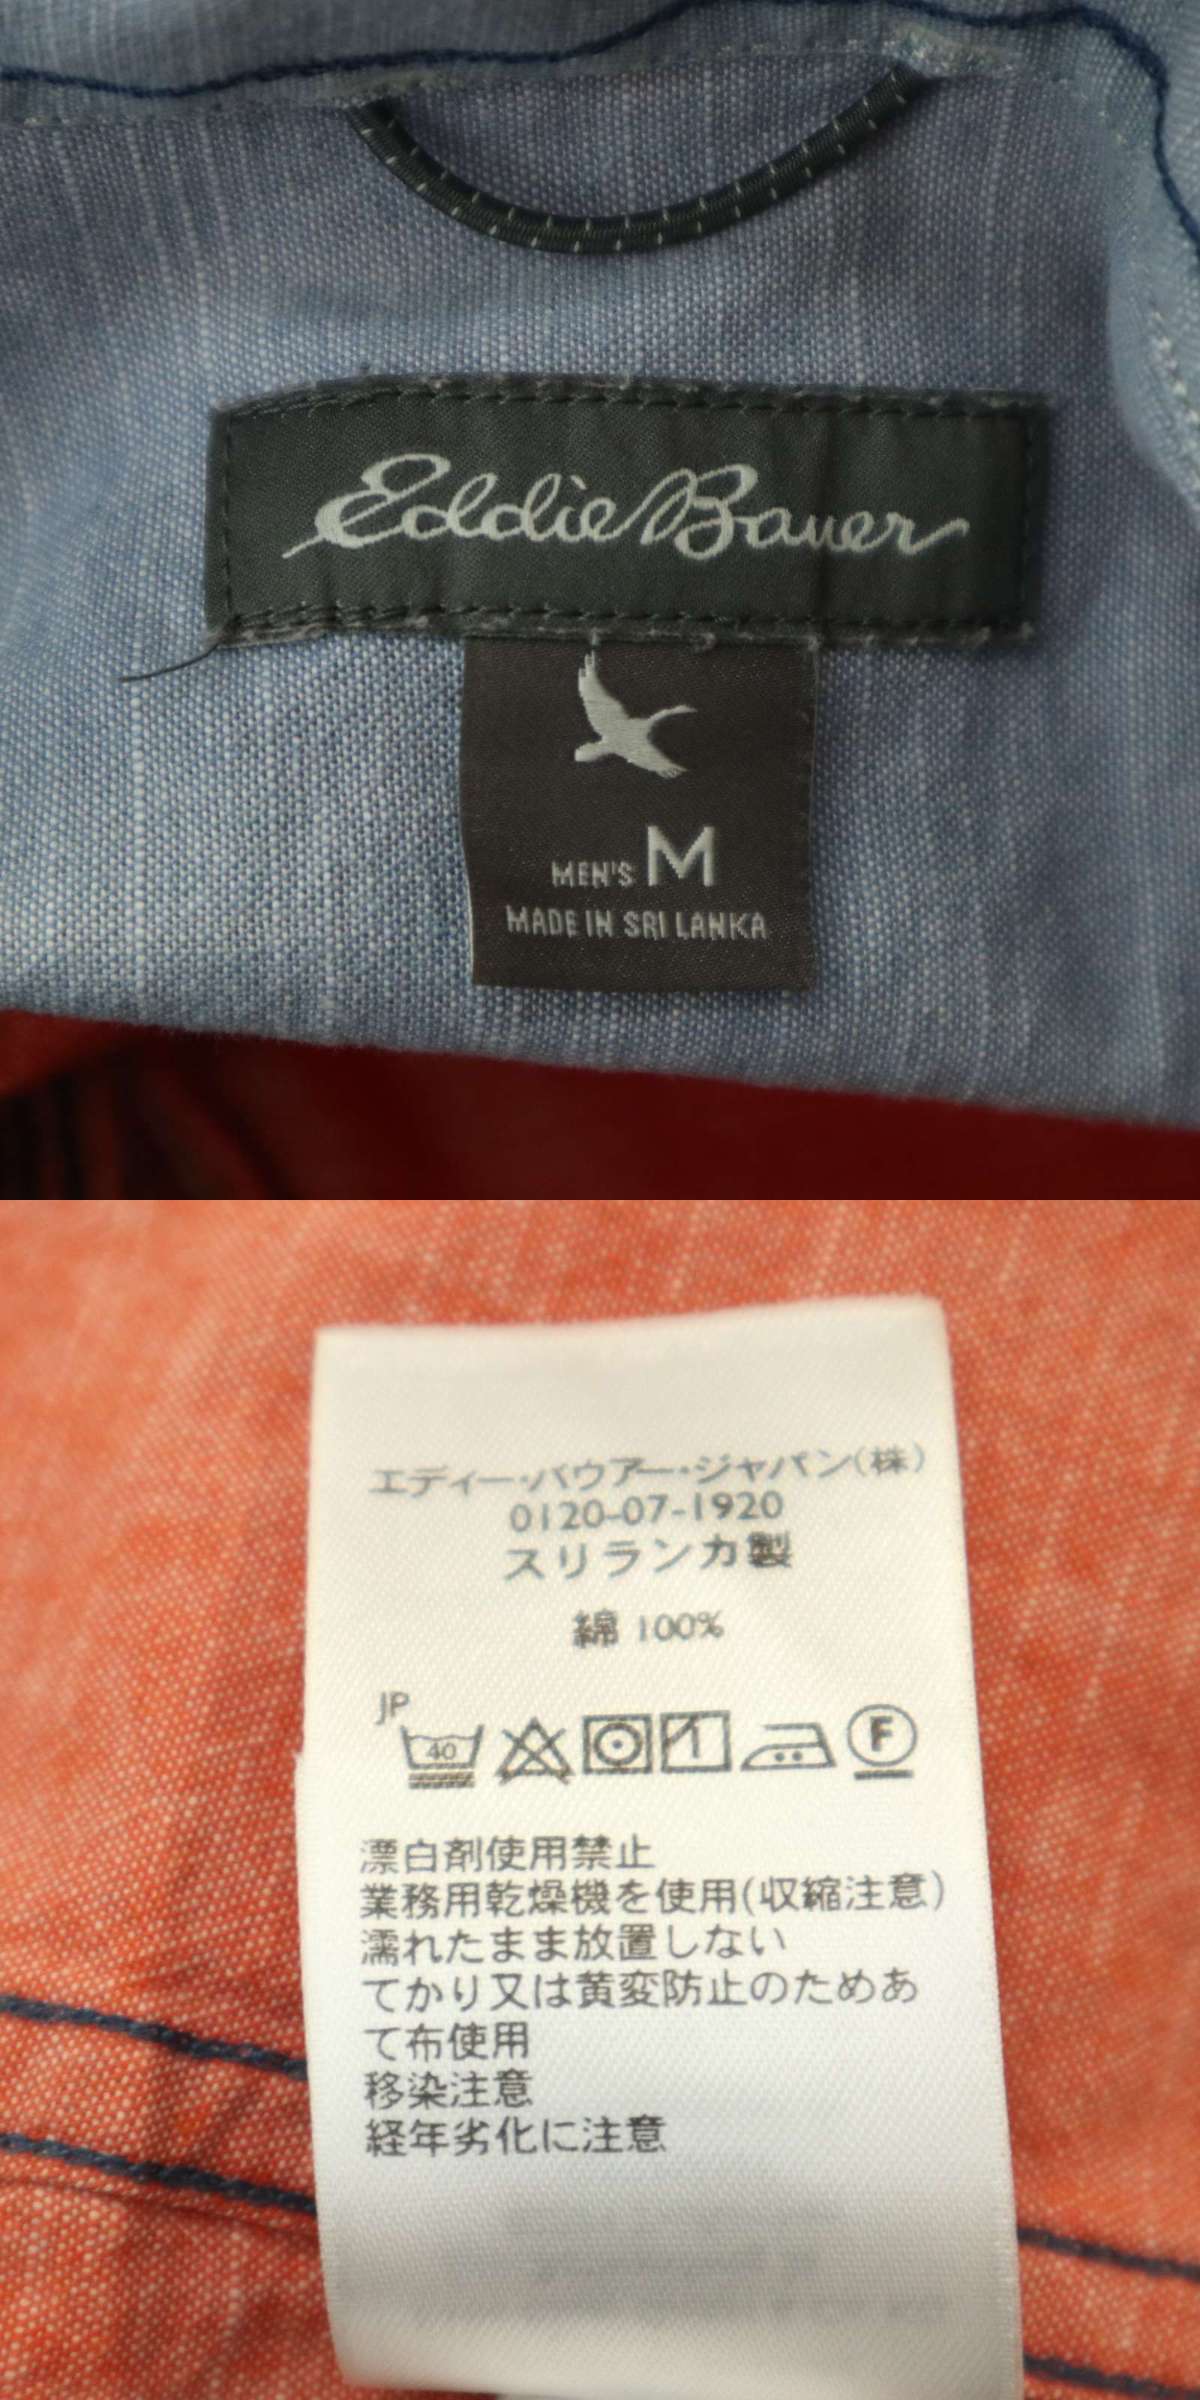 Eddie Bauer
MEN'S M
MADE IN SRI LANKA
エディー・バウアー・ジャパン(株)
0120-07-1920
スリランカ製
綿 100%
JP
40
F
漂白剤使用禁止
業務用乾燥機を使用(収縮注意)
濡れたまま放置しない
てかり又は黄変防止のためあ
て布使用
移染注意
経年劣化に注意